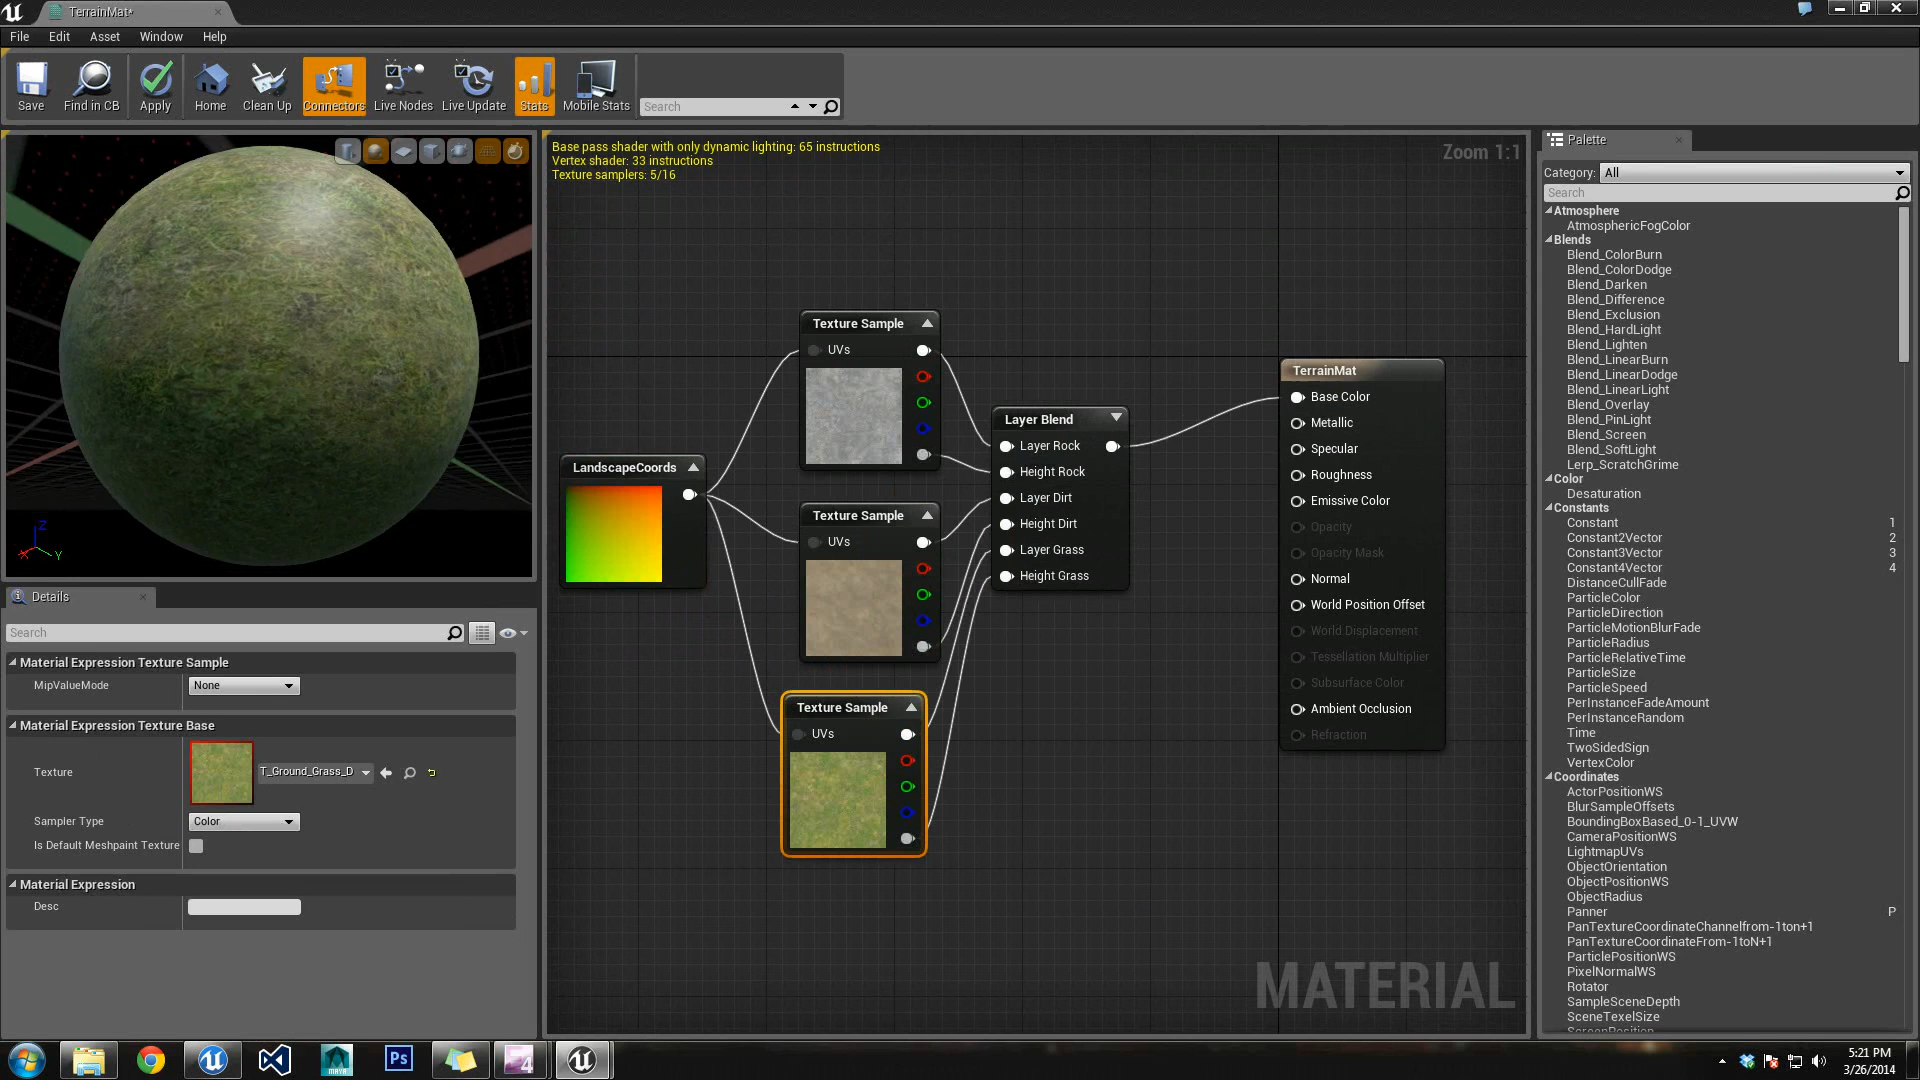 TerrainMat*
File Edit Asset Window Help
Save Find in CB Apply Home Clean Up Connectors Live Nodes Live Update Stats Mobile Stats Search
Base pass shader with only dynamic lighting: 65 instructions
Vertex shader: 33 instructions
Texture samplers: 5/16
Zoom 1:1
Z
X
Y
LandscapeCoords
Texture Sample
UVs
Texture Sample
UVs
Texture Sample
UVs
Layer Blend
Layer Rock
Height Rock
Layer Dirt
Height Dirt
Layer Grass
Height Grass
TerrainMat
Base Color
Metallic
Specular
Roughness
Emissive Color
Opacity
Opacity Mask
Normal
World Position Offset
World Displacement
Tessellation Multiplier
Subsurface Color
Ambient Occlusion
Refraction
MATERIAL
Details
Search
Material Expression Texture Sample
MipValueMode None
Material Expression Texture Base
Texture T_Ground_Grass_D
Sampler Type Color
Is Default Meshpaint Texture
Material Expression
Desc
Palette
Category: All
Search
Atmosphere
AtmosphericFogColor
Blends
Blend_ColorBurn
Blend_ColorDodge
Blend_Darken
Blend_Difference
Blend_Exclusion
Blend_HardLight
Blend_Lighten
Blend_LinearBurn
Blend_LinearDodge
Blend_LinearLight
Blend_Overlay
Blend_PinLight
Blend_Screen
Blend_SoftLight
Lerp_ScratchGrime
Color
Desaturation
Constants
Constant 1
Constant2Vector 2
Constant3Vector 3
Constant4Vector 4
DistanceCullFade
ParticleColor
ParticleDirection
ParticleMotionBlurFade
ParticleRadius
ParticleRelativeTime
ParticleSize
ParticleSpeed
PerInstanceFadeAmount
PerInstanceRandom
Time
TwoSidedSign
VertexColor
Coordinates
ActorPositionWS
BlurSampleOffsets
BoundingBoxBased_0-1_UVW
CameraPositionWS
LightmapUVs
ObjectOrientation
ObjectPositionWS
ObjectRadius
Panner P
PanTextureCoordinateChannelfrom-1ton+1
PanTextureCoordinateFrom-1toN+1
ParticlePositionWS
PixelNormalWS
Rotator
SampleSceneDepth
SceneTexelSize
ScreenPosition
MAYA
Ps
4
5:21 PM
3/26/2014